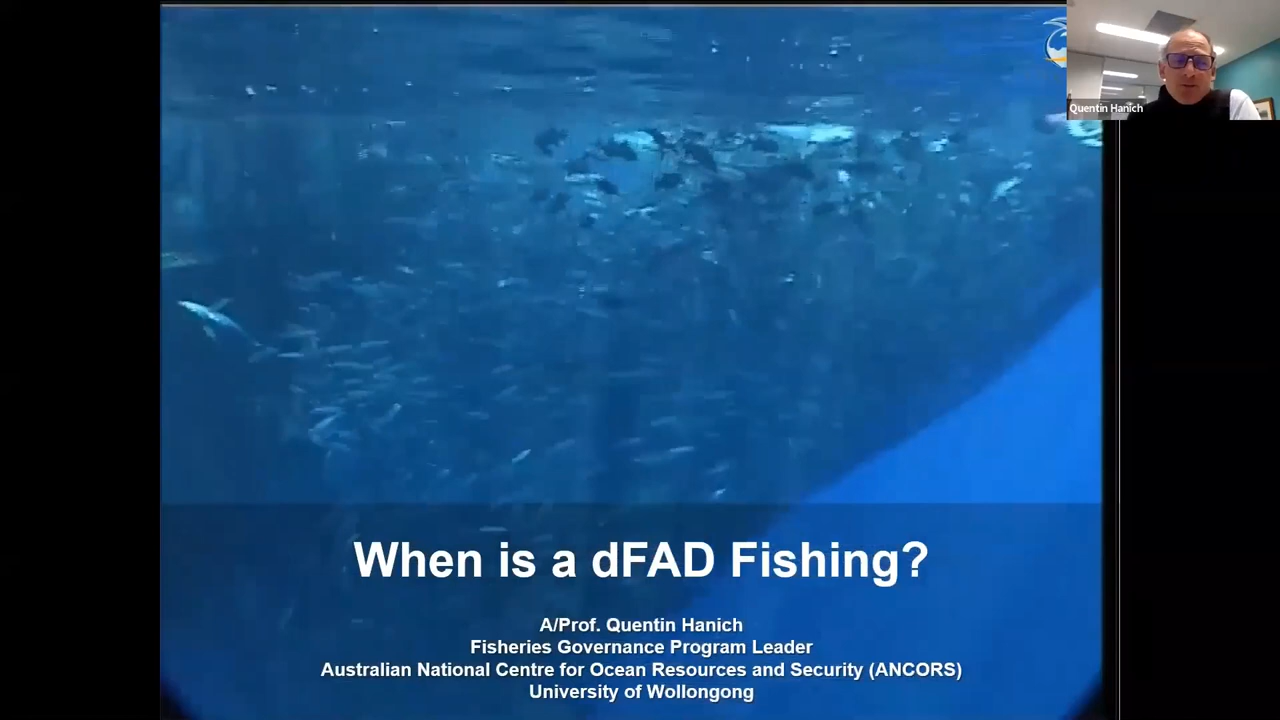 Quentin Hanich
When is a dFAD Fishing?
A/Prof. Quentin Hanich
Fisheries Governance Program Leader
Australian National Centre for Ocean Resources and Security (ANCORS)
University of Wollongong